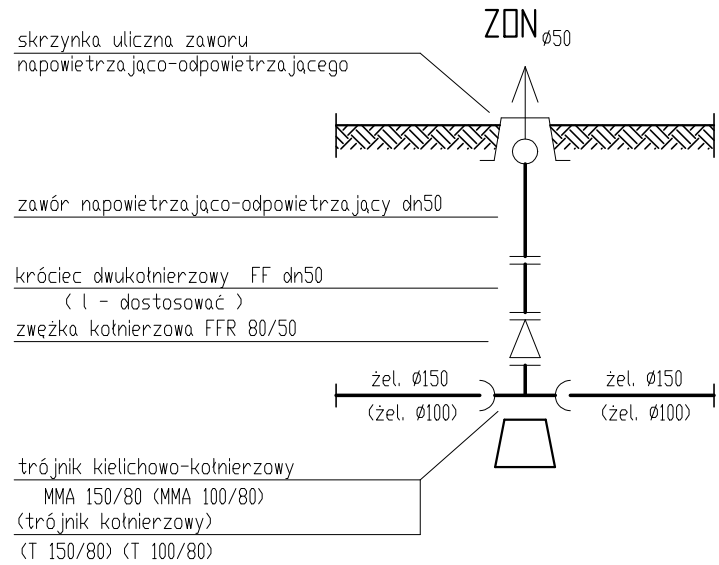 ZON ø50
skrzynka uliczna zaworu
napowietrzająco-odpowietrzającego
zawór napowietrzająco-odpowietrzający dn50
króciec dwukołnierzowy FF dn50
( l - dostosować )
zwężka kołnierzowa FFR 80/50
żel. Ø150
żel. Ø150
(żel. Ø100)
(żel. Ø100)
trójnik kielichowo-kołnierzowy
MMA 150/80 (MMA 100/80)
(trójnik kołnierzowy)
(T 150/80) (T 100/80)